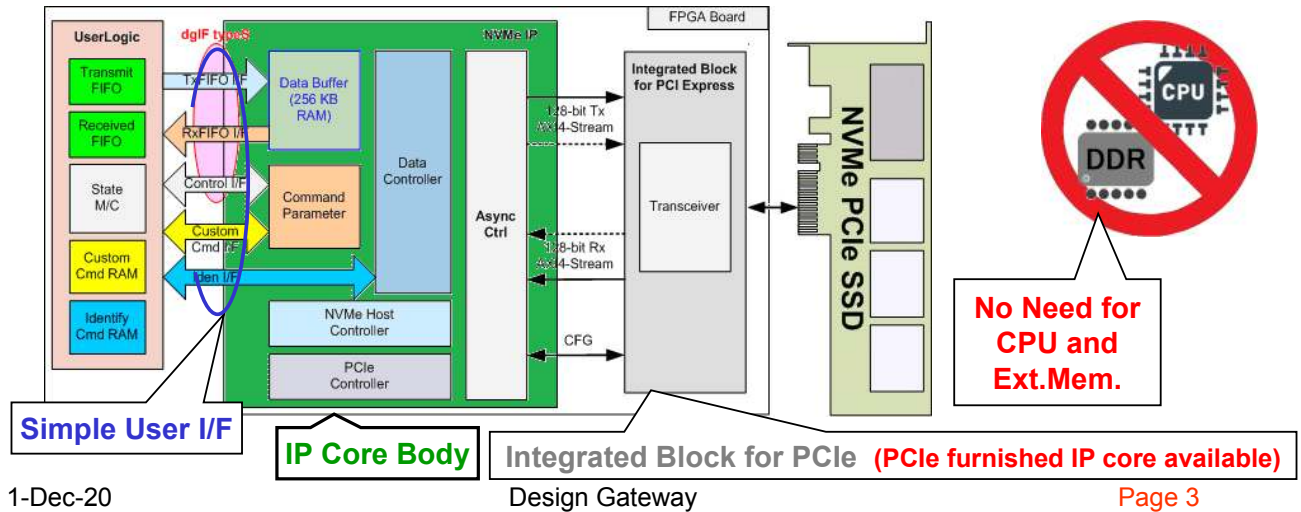 FPGA Board
UserLogic
dgIF typeS
NVMe IP
Transmit
FIFO
TxFIFO I/F
Data Buffer
(256 KB
RAM)
Integrated Block
for PCI Express
128-bit Tx
Axi4-Stream
Received
FIFO
RxFIFO I/F
Data
Controller
State
M/C
Control I/F
Command
Parameter
Async
Ctrl
Transceiver
Custom
Cmd I/F
128-bit Rx
Axi4-Stream
Custom
Cmd RAM
Iden I/F
Identify
Cmd RAM
NVMe Host
Controller
CFG
PCIe
Controller
NVMe PCIe SSD
CPU
DDR
No Need for
CPU and
Ext.Mem.
Simple User I/F
IP Core Body
Integrated Block for PCIe (PCIe furnished IP core available)
1-Dec-20
Design Gateway
Page 3